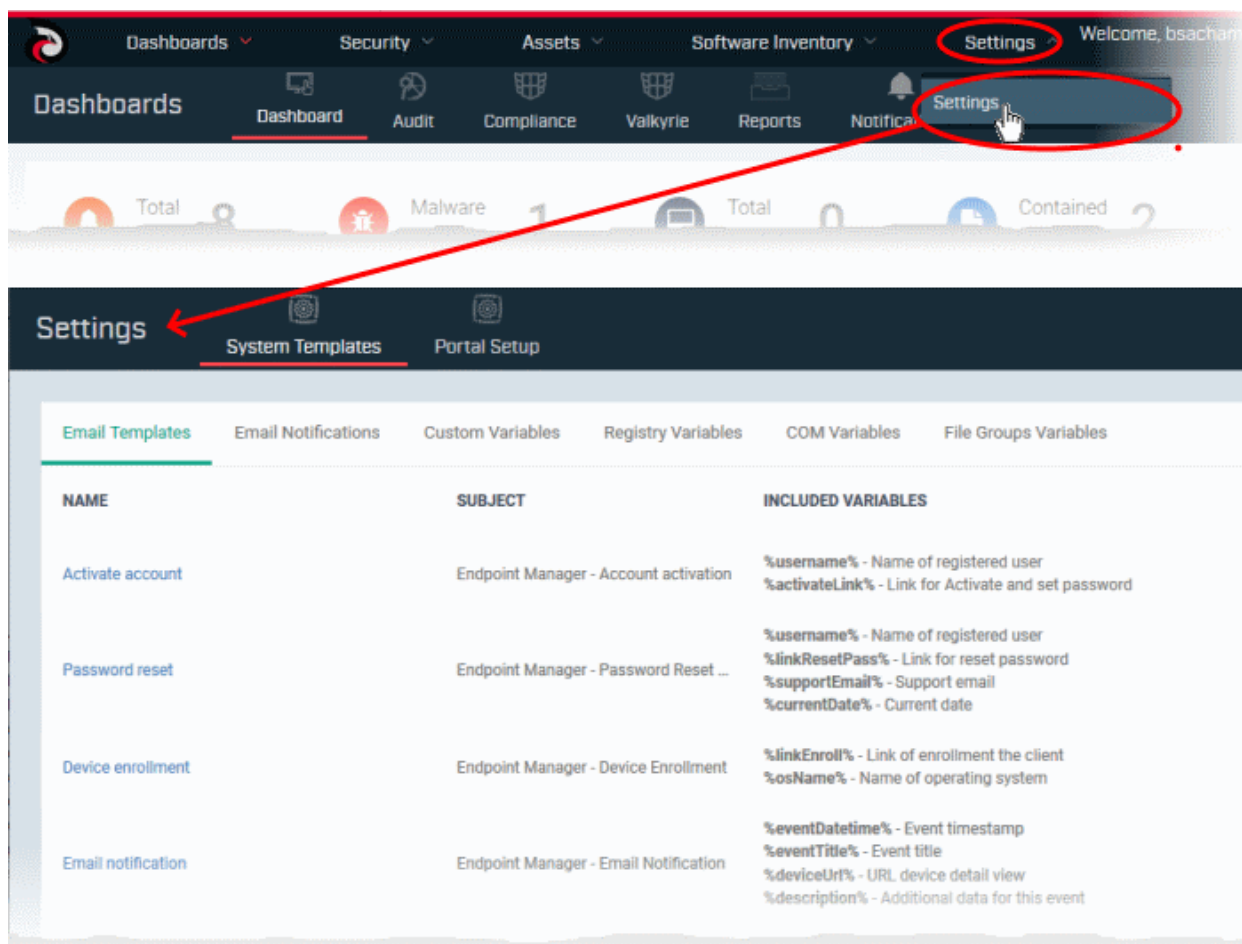 Dashboards Security Assets Software Inventory Settings Welcome, bsacham
Dashboards Dashboard Audit Compliance Valkyrie Reports Notifica Settings
Total 8 Malware 1 Total 0 Contained 2
Settings System Templates Portal Setup
Email Templates Email Notifications Custom Variables Registry Variables COM Variables File Groups Variables
NAME SUBJECT INCLUDED VARIABLES
Activate account Endpoint Manager - Account activation %username% - Name of registered user
%activateLink% - Link for Activate and set password
%username% - Name of registered user
%linkResetPass% - Link for reset password
Password reset Endpoint Manager - Password Reset ...
%supportEmail% - Support email
%currentDate% - Current date
%linkEnroll% - Link of enrollment the client
Device enrollment Endpoint Manager - Device Enrollment
%osName% - Name of operating system
%eventDatetime% - Event timestamp
%eventTitle% - Event title
Email notification Endpoint Manager - Email Notification
%deviceUrl% - URL device detail view
%description% - Additional data for this event